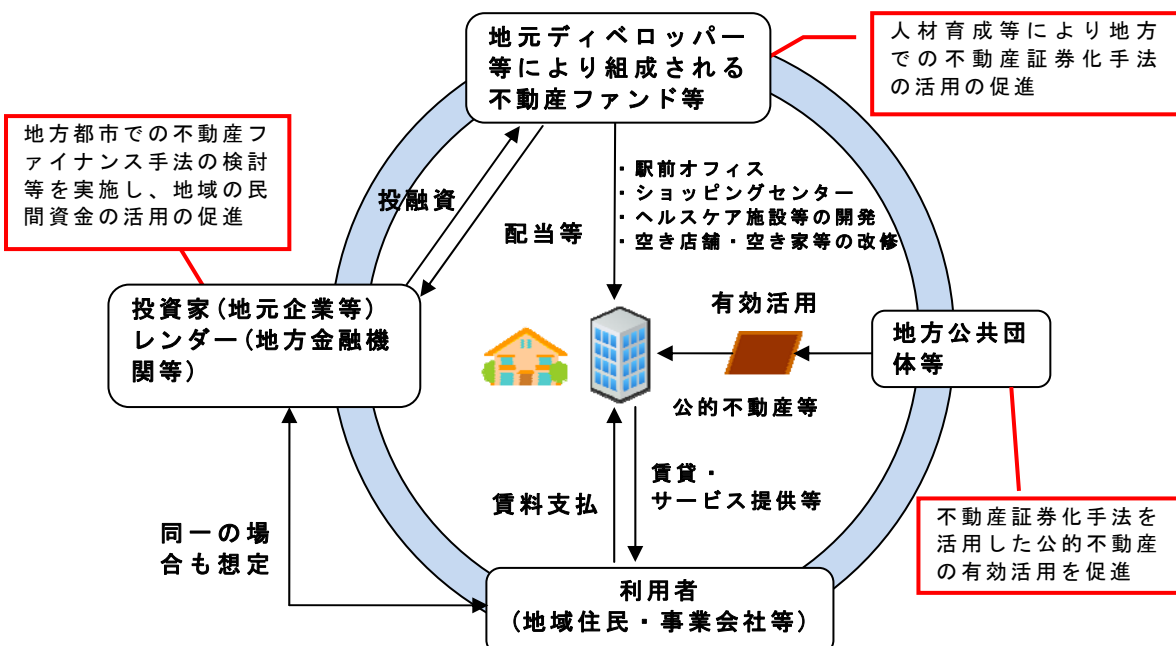 地元ディベロッパー
等により組成される
不動産ファンド等
人材育成等により地方
での不動産証券化手法
の活用の促進
地方都市での不動産フ
ァイナンス手法の検討
等を実施し、地域の民
間資金の活用の促進
投融資
配当等
・駅前オフィス
・ショッピングセンター
・ヘルスケア施設等の開発
・空き店舗・空き家等の改修
投資家(地元企業等)
レンダー(地方金融機
関等)
有効活用
公的不動産等
地方公共団
体等
賃料支払
賃貸・
サービス提供等
同一の場
合も想定
不動産証券化手法を
活用した公的不動産
の有効活用を促進
利用者
(地域住民・事業会社等)